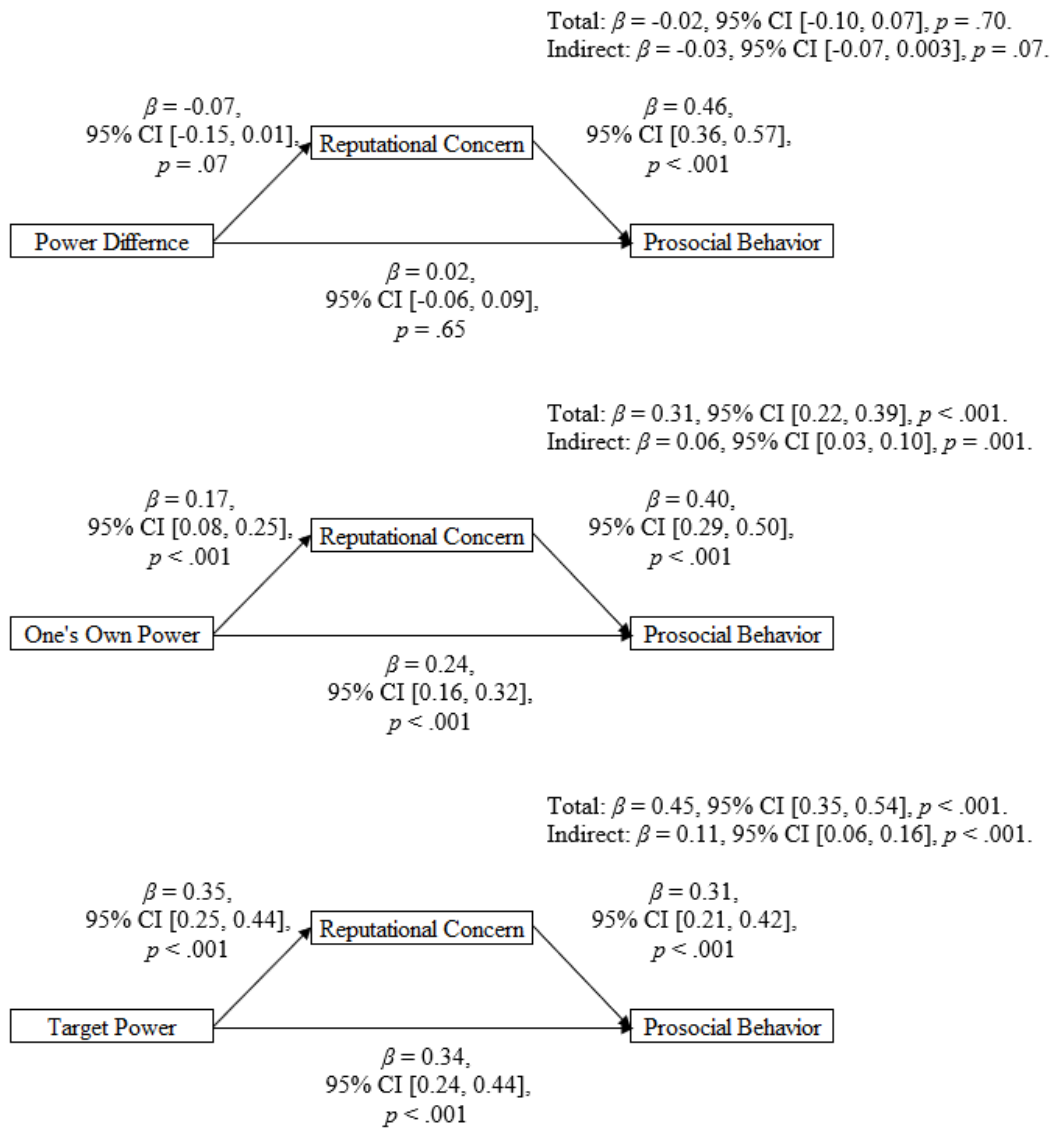 Total: β = -0.02, 95% CI [-0.10, 0.07], p = .70.
Indirect: β = -0.03, 95% CI [-0.07, 0.003], p = .07.
β = -0.07,
95% CI [-0.15, 0.01],
p = .07
Reputational Concern
β = 0.46,
95% CI [0.36, 0.57],
p < .001
Power Differnce
Prosocial Behavior
β = 0.02,
95% CI [-0.06, 0.09],
p = .65
Total: β = 0.31, 95% CI [0.22, 0.39], p < .001.
Indirect: β = 0.06, 95% CI [0.03, 0.10], p = .001.
β = 0.17,
95% CI [0.08, 0.25],
p < .001
Reputational Concern
β = 0.40,
95% CI [0.29, 0.50],
p < .001
One's Own Power
Prosocial Behavior
β = 0.24,
95% CI [0.16, 0.32],
p < .001
Total: β = 0.45, 95% CI [0.35, 0.54], p < .001.
Indirect: β = 0.11, 95% CI [0.06, 0.16], p < .001.
β = 0.35,
95% CI [0.25, 0.44],
p < .001
Reputational Concern
β = 0.31,
95% CI [0.21, 0.42],
p < .001
Target Power
Prosocial Behavior
β = 0.34,
95% CI [0.24, 0.44],
p < .001